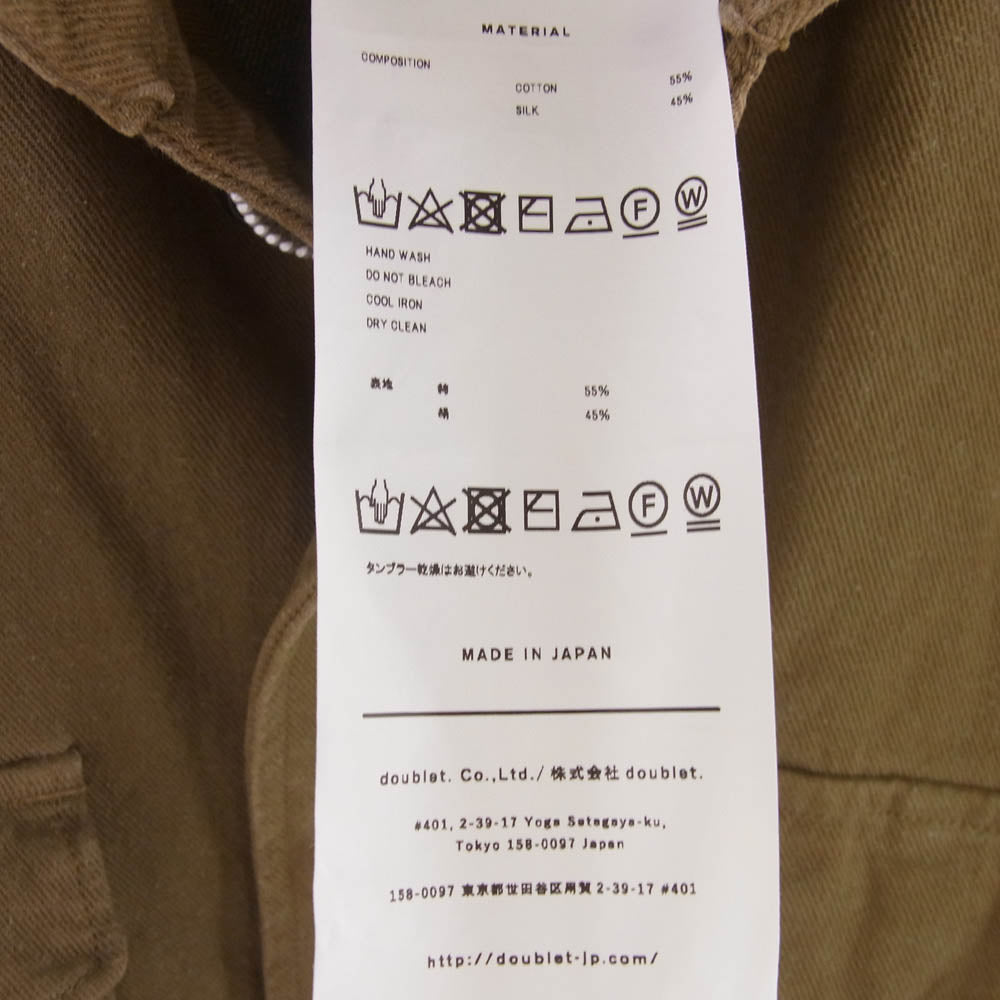 MATERIAL
COMPOSITION
COTTON 55%
SILK 45%
F W
HAND WASH
DO NOT BLEACH
COOL IRON
DRY CLEAN
表地 綿 55%
絹 45%
F W
タンブラー乾燥はお避けください。
MADE IN JAPAN
doublet. Co.,Ltd./ 株式会社 doublet.
#401, 2-39-17 Yoga Setagaya-ku,
Tokyo 158-0097 Japan
158-0097 東京都世田谷区用賀 2-39-17 #401
http://doublet-jp.com/